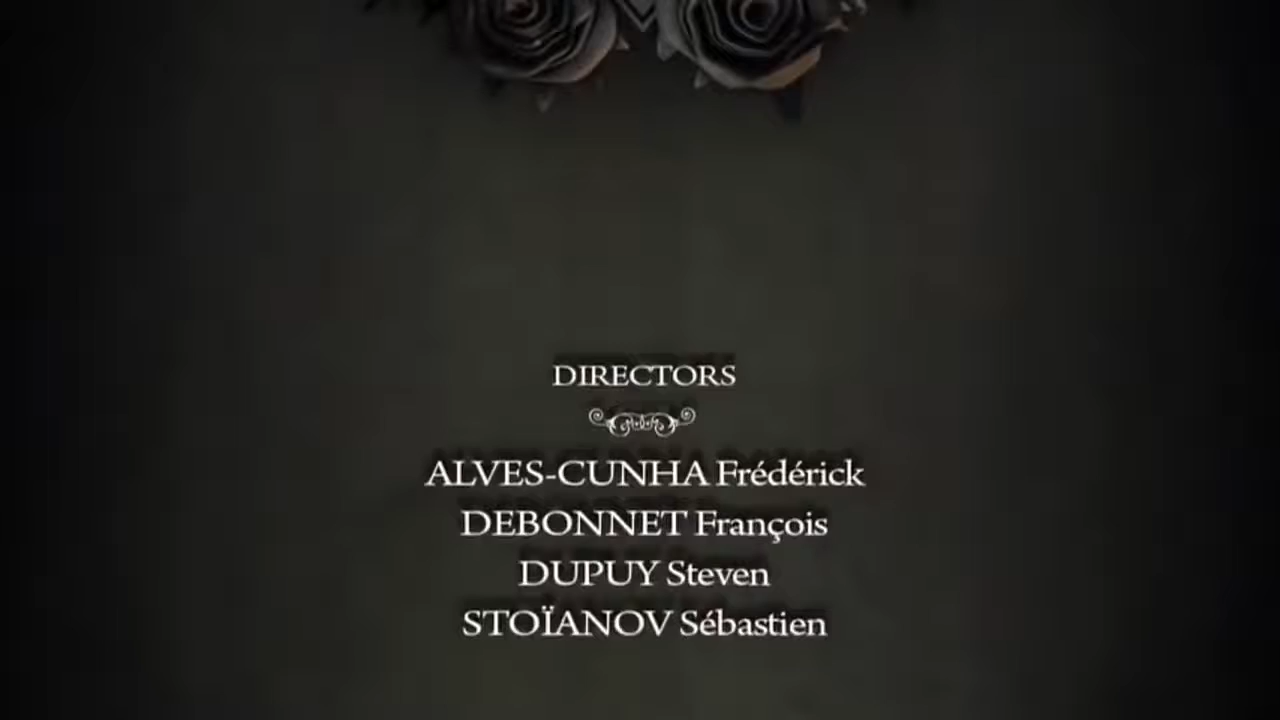 DIRECTORS
ALVES-CUNHA Frédérick
DEBONNET François
DUPUY Steven
STOÏANOV Sébastien